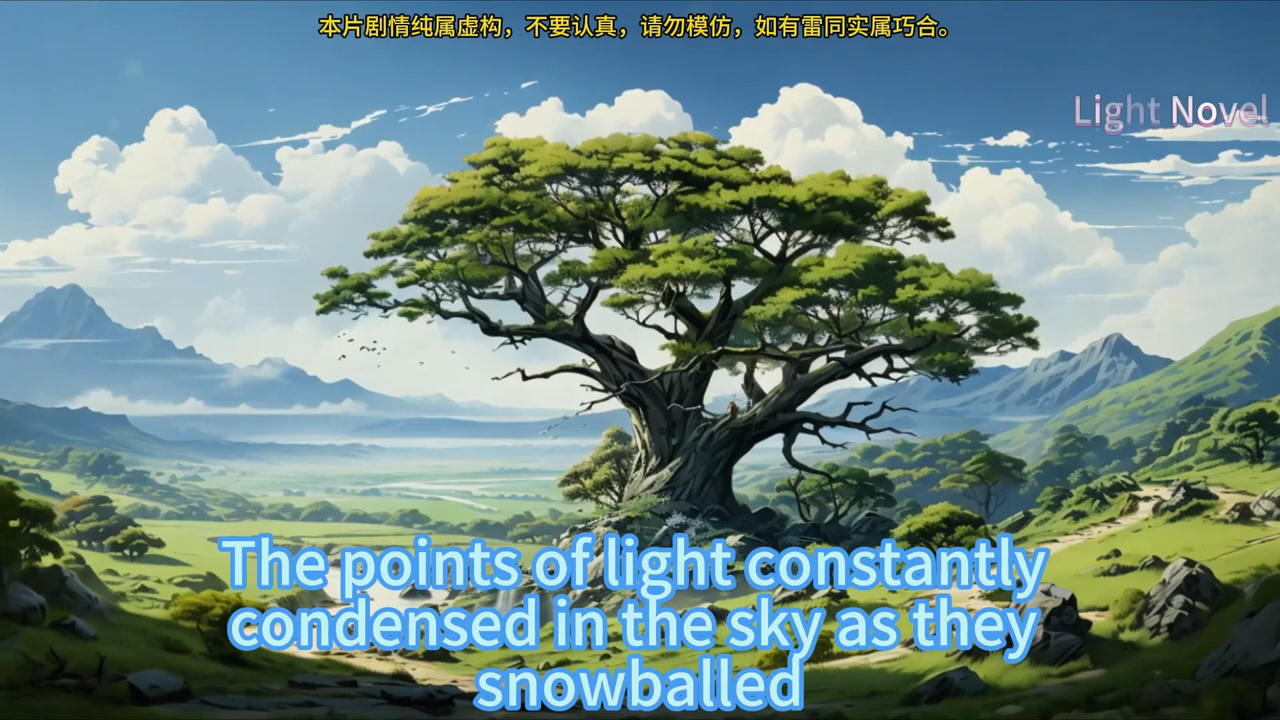 本片剧情纯属虚构，不要认真，请勿模仿，如有雷同实属巧合。
Light Novel
The points of light constantly
condensed in the sky as they
snowballed